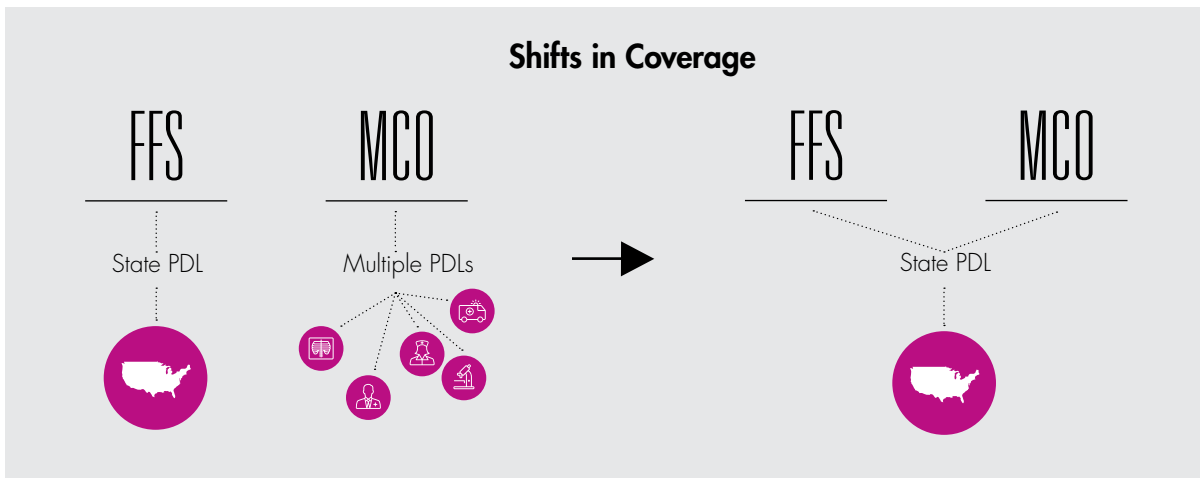 Shifts in Coverage
FFS
MCO
FFS
MCO
State PDL
Multiple PDLs
State PDL